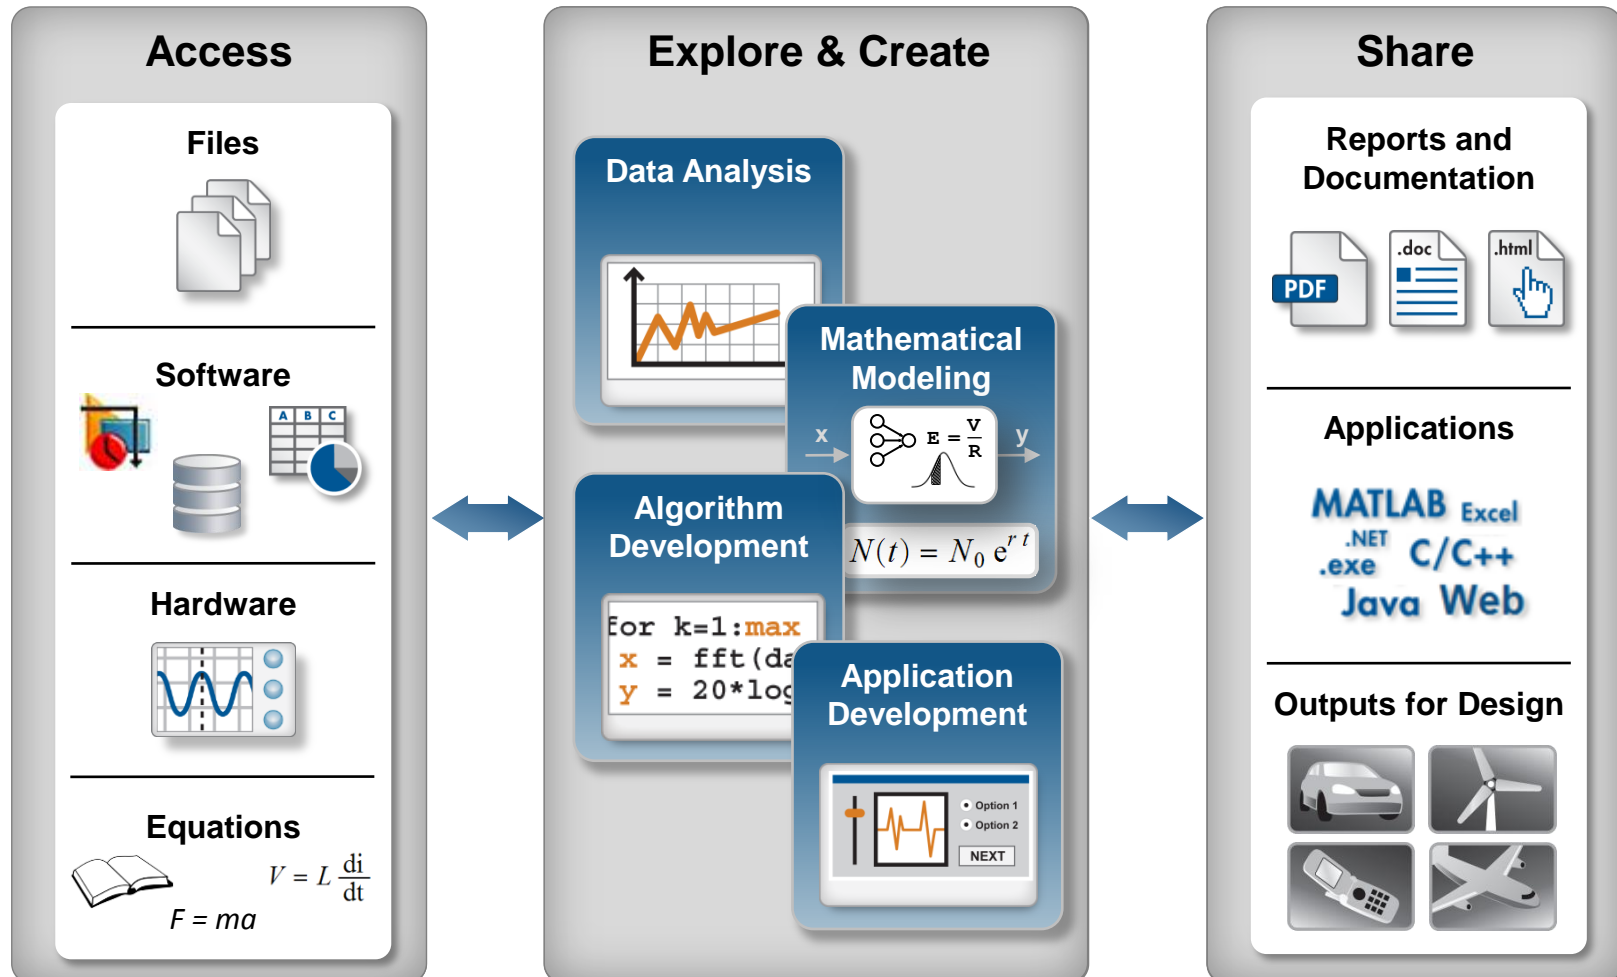 Access
Files
Software
A B C
Hardware
Equations
V = L di/dt
F = ma
Explore & Create
Data Analysis
Mathematical
Modeling
x
E = V/R
y
N(t) = N₀ e^{r t}
Algorithm
Development
for k=1:max
x = fft(da
y = 20*log
Application
Development
Option 1
Option 2
NEXT
Share
Reports and
Documentation
PDF
.doc
.html
Applications
MATLAB Excel
.NET
.exe C/C++
Java Web
Outputs for Design